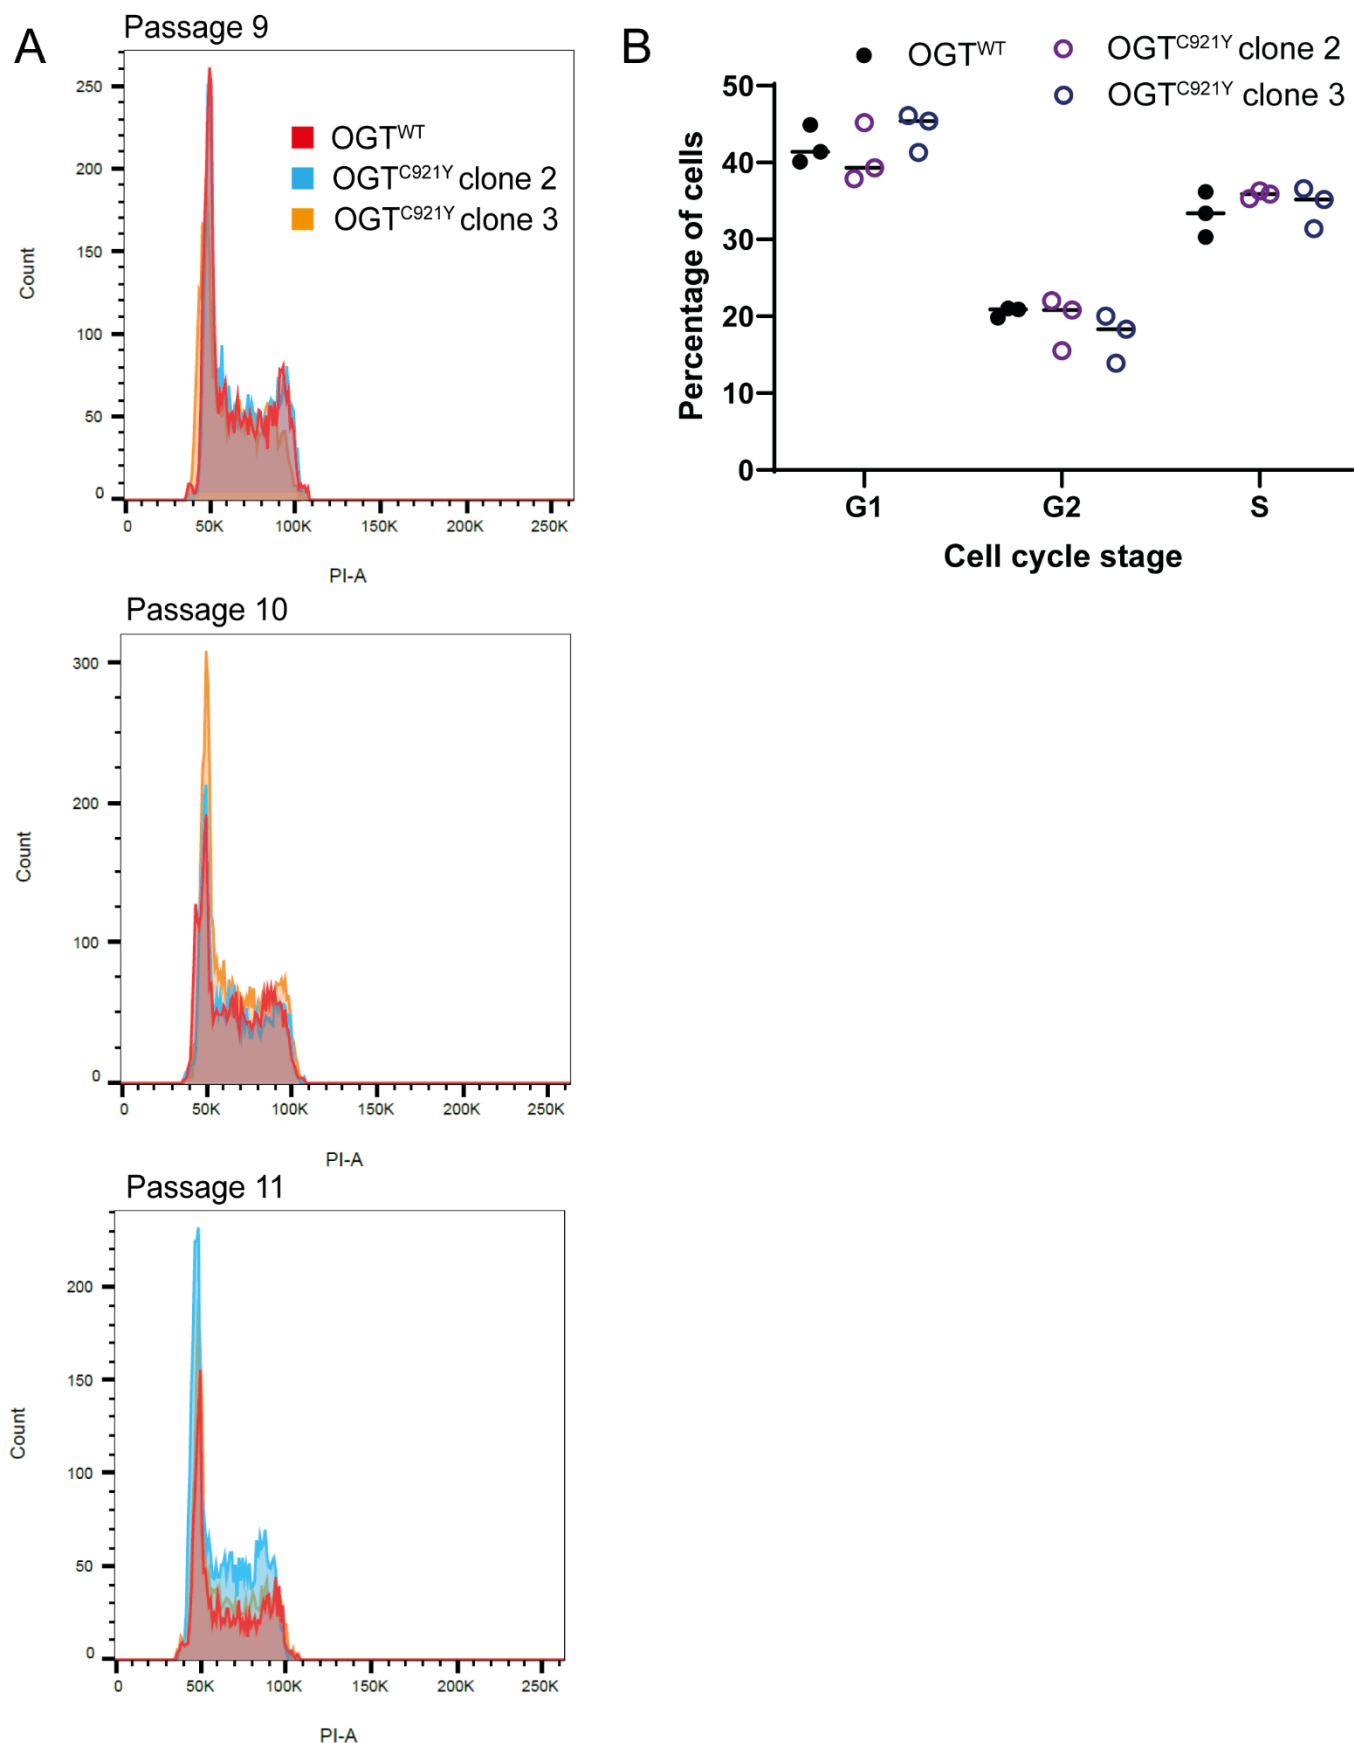 A
Passage 9
250
200
150
100
50
0
Count
OGTWT
OGTC921Y clone 2
OGTC921Y clone 3
0 50K 100K 150K 200K 250K
PI-A
Passage 10
300
200
100
0
Count
0 50K 100K 150K 200K 250K
PI-A
Passage 11
200
150
100
50
0
Count
0 50K 100K 150K 200K 250K
PI-A
B
OGTWT
OGTC921Y clone 2
OGTC921Y clone 3
50
40
30
20
10
0
Percentage of cells
G1 G2 S
Cell cycle stage